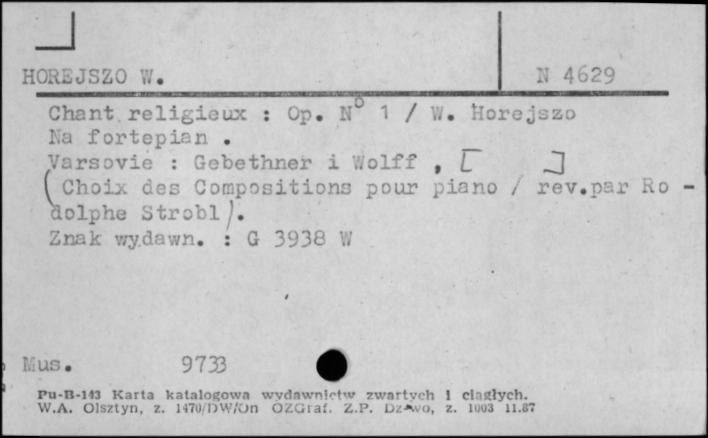 HOREJSZO W. N 4629
Chant religieux : Op. N° 1 / W. Horejszo
Na fortepian .
Varsovie : Gebethner i Wolff , [ ]
( Choix des Compositions pour piano / rev.par Ro -
dolphe Strobl ).
Znak wydawn. : G 3938 W
Mus. 9733
Pu-B-143 Karta katalogowa wydawnictw zwartych i ciągłych.
W.A. Olsztyn, z. 1470/DW/On OZGraf. Z.P. z. 1003 11.87